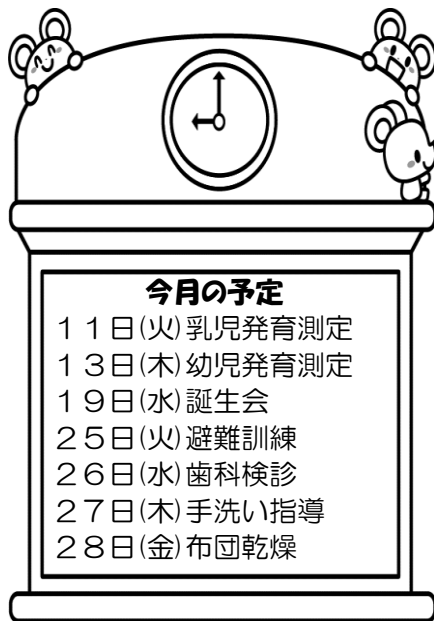 今月の予定
１１日(火)乳児発育測定
１３日(木)幼児発育測定
１９日(水)誕生会
２５日(火)避難訓練
２６日(水)歯科検診
２７日(木)手洗い指導
２８日(金)布団乾燥